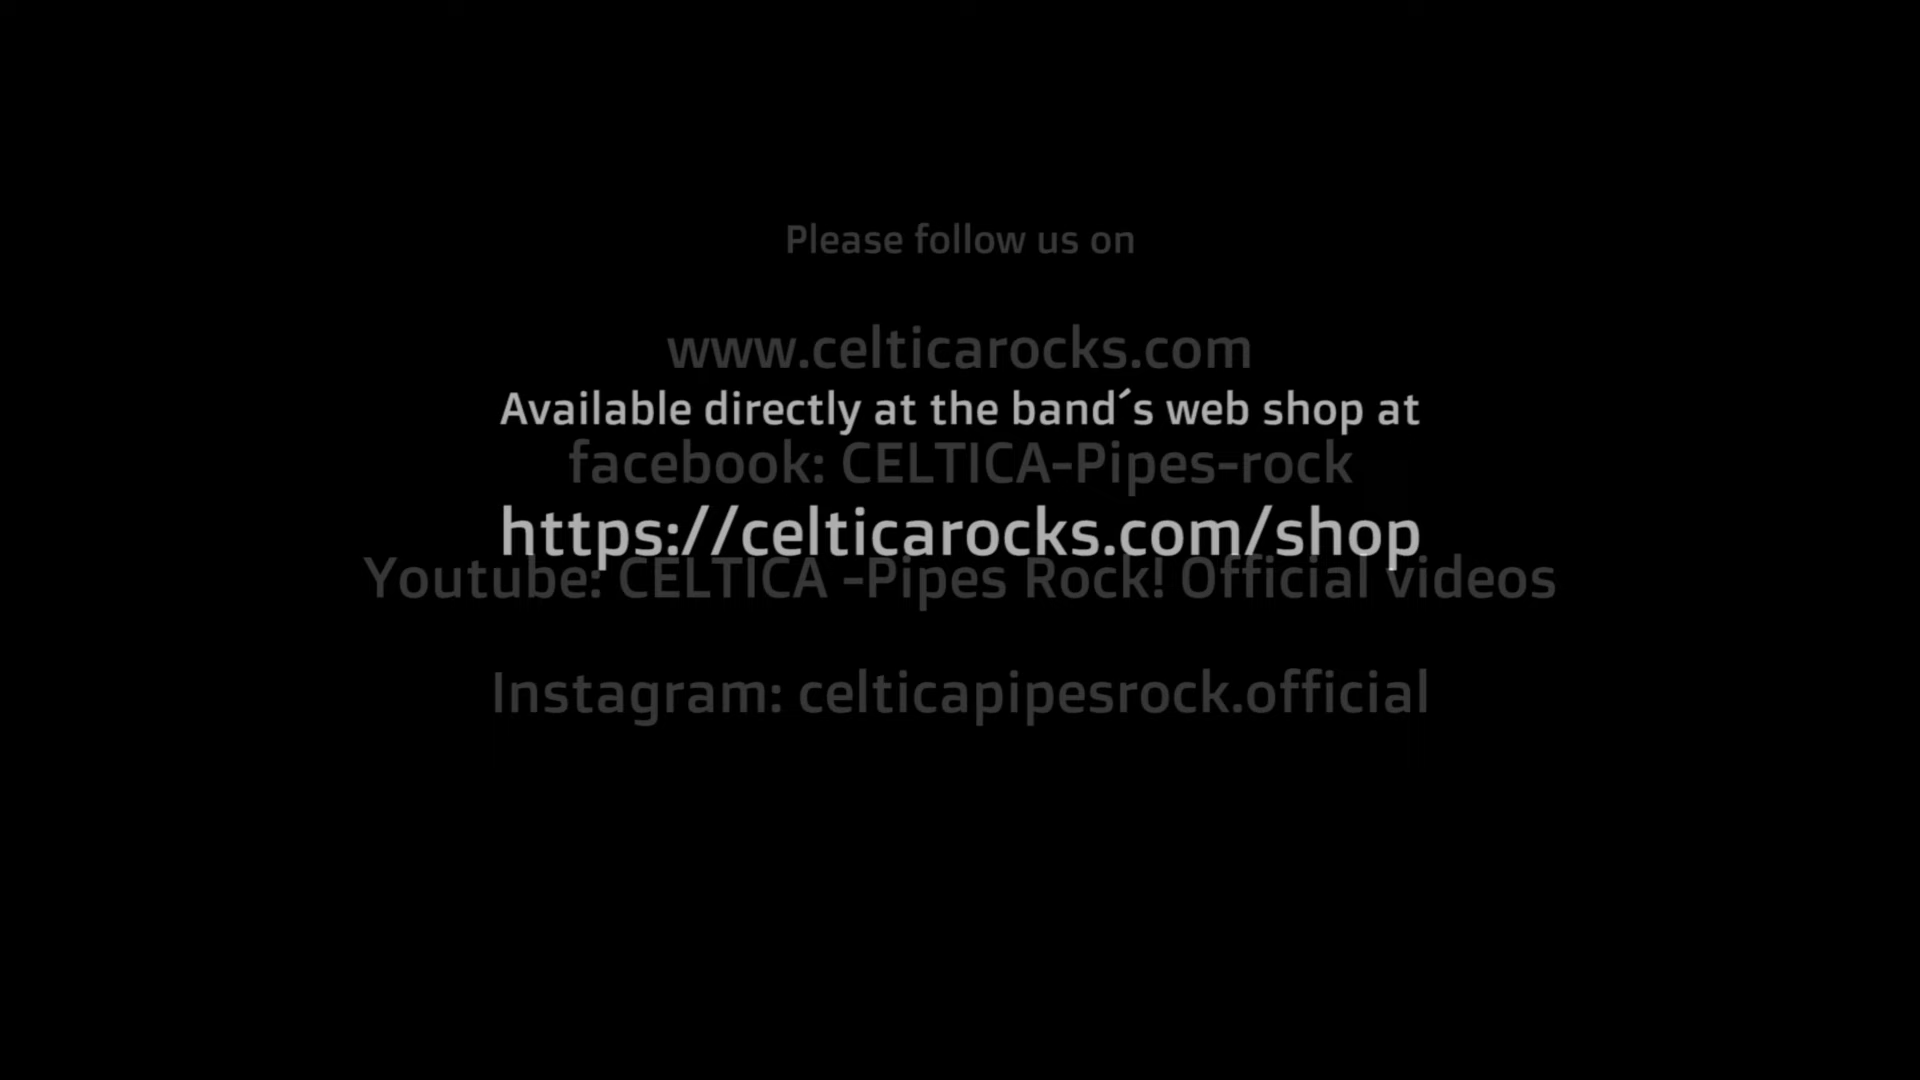 Please follow us on
www.celticarocks.com
Available directly at the band´s web shop at
facebook: CELTICA-Pipes-rock
https://celticarocks.com/shop
Youtube: CELTICA -Pipes Rock! Official videos
Instagram: celticapipesrock.official